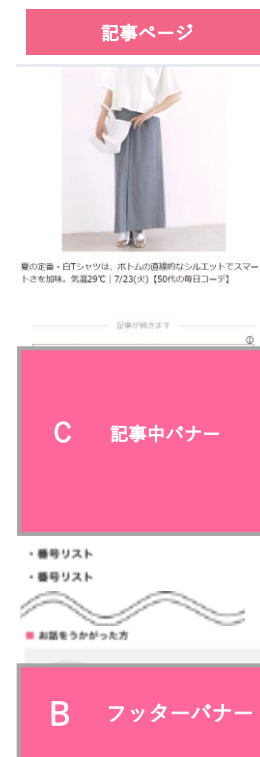 記事ページ
夏の定番・白Tシャツは、ボトムの直線的なシルエットでスマー
トさを加味。気温29℃｜7/23(火)【50代の毎日コーデ】
記事が続きます
C 記事中バナー
・番号リスト
・番号リスト
お話をうかがった方
B フッターバナー